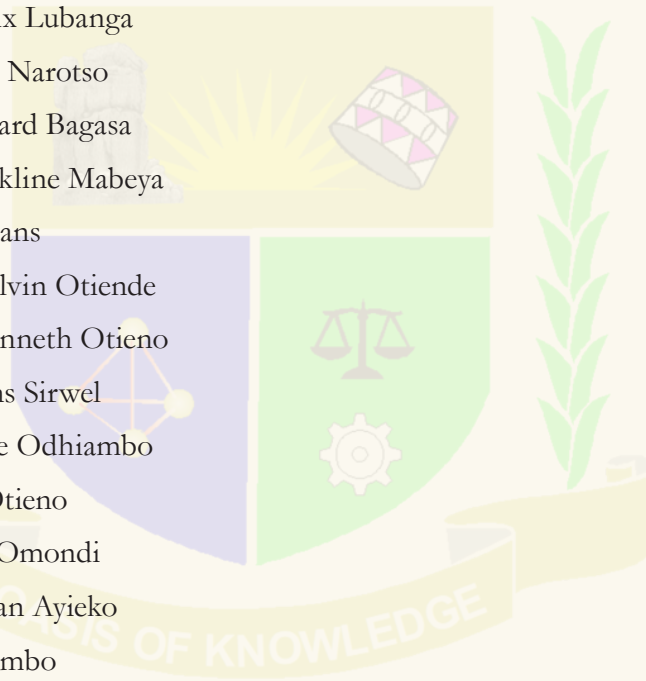 x Lubanga
Narotso
ard Bagasa
kline Mabeya
ans
lvin Otiende
nneth Otieno
s Sirwel
e Odhiambo
Otieno
Omondi
an Ayieko
mbo
OASIS OF KNOWLEDGE